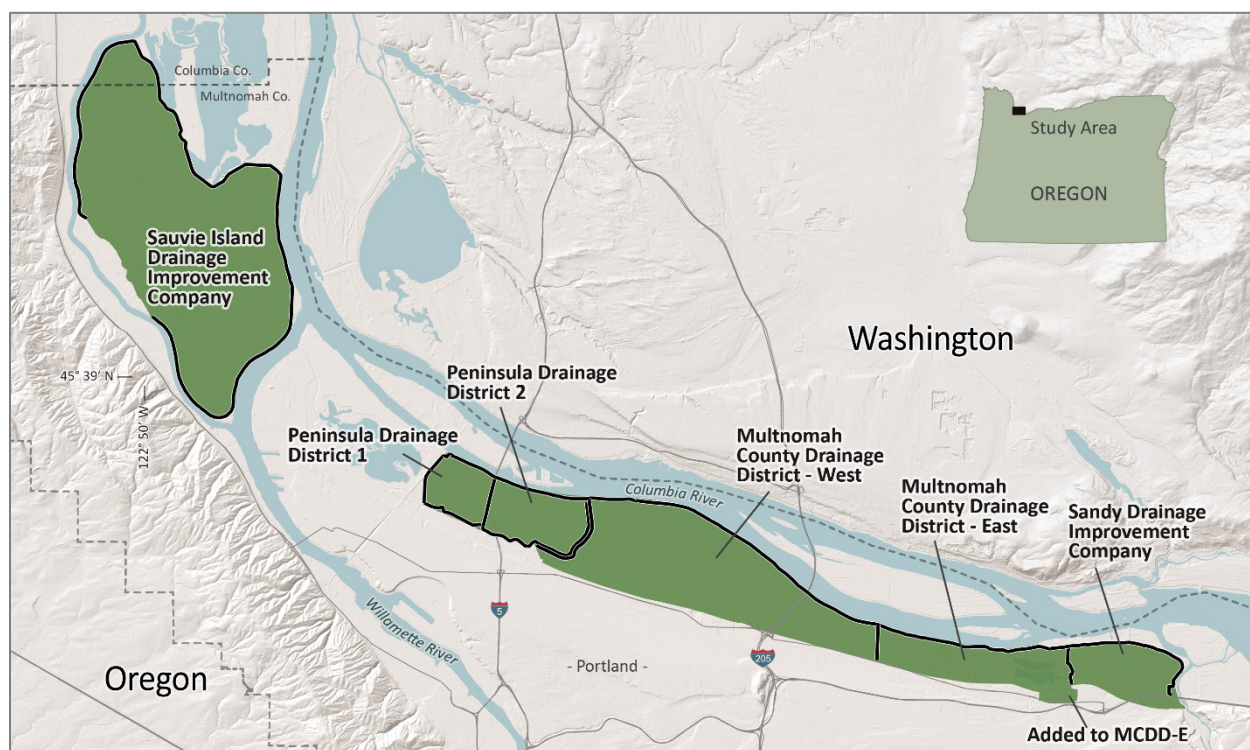 Columbia Co.
Multnomah Co.
Study Area
OREGON
Sauvie Island
Drainage
Improvement
Company
Washington
45° 39' N
122° 50' W
Peninsula Drainage
District 2
Peninsula Drainage
District 1
Multnomah
County Drainage
District - West
Columbia River
Multnomah
County Drainage
District - East
Sandy Drainage
Improvement
Company
5
Willamette River
- Portland -
205
Oregon
Added to MCDD-E